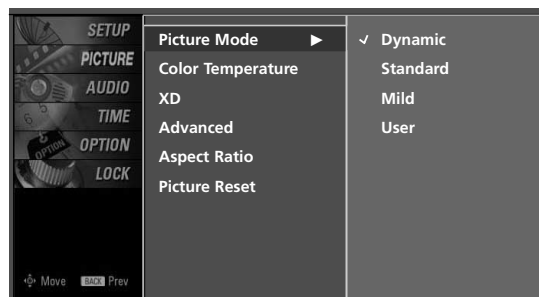 SETUP
PICTURE
AUDIO
TIME
OPTION
LOCK
Move BACK Prev
Picture Mode ▶
Color Temperature
XD
Advanced
Aspect Ratio
Picture Reset
✓ Dynamic
Standard
Mild
User